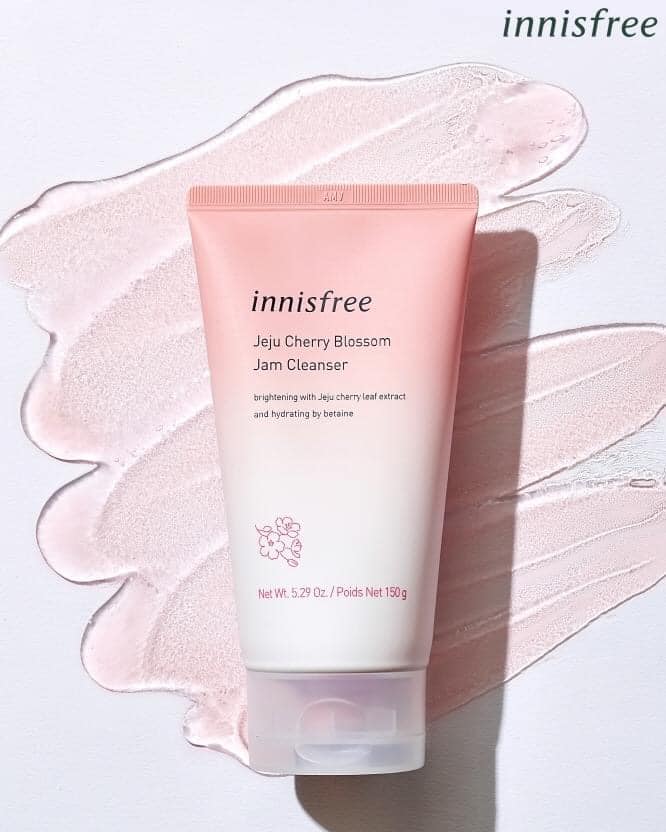 innisfree
AMV
innisfree
Jeju Cherry Blossom
Jam Cleanser
brightening with Jeju cherry leaf extract
and hydrating by betaine
Net Wt. 5.29 Oz. / Poids Net 150 g